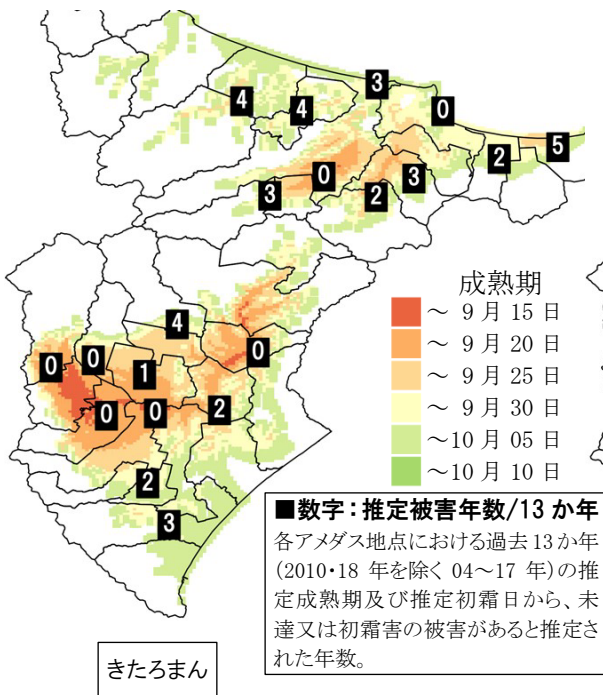 3
4
4
0
5
2
0
3
3
2
成熟期
～ 9 月 15 日
～ 9 月 20 日
～ 9 月 25 日
～ 9 月 30 日
～10 月 05 日
～10 月 10 日
4
0
0
0
1
0
0
2
2
3
■数字：推定被害年数/13 か年
各アメダス地点における過去 13 か年
(2010・18 年を除く 04～17 年)の推
定成熟期及び推定初霜日から、未
達又は初霜害の被害があると推定さ
れた年数。
きたろまん